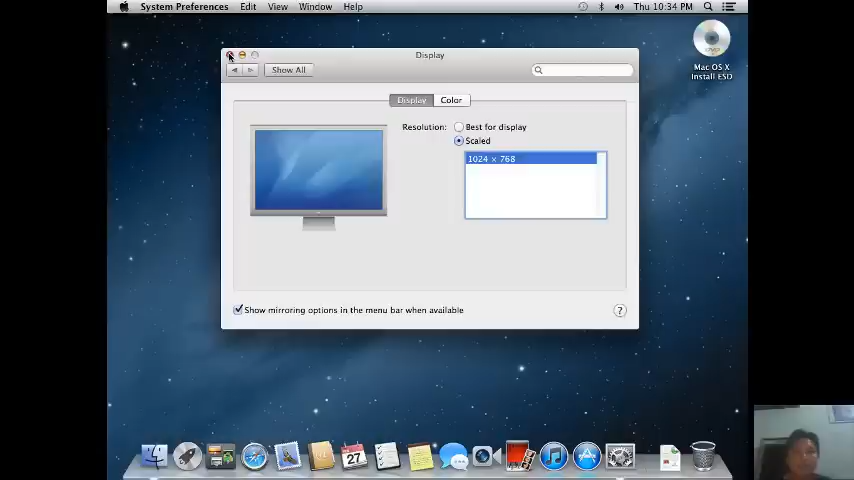 System Preferences Edit View Window Help Thu 10:34 PM
Display
Show All
Display Color
Resolution: Best for display
Scaled
1024 × 768
Show mirroring options in the menu bar when available
?
Mac OS X
Install ESD
27